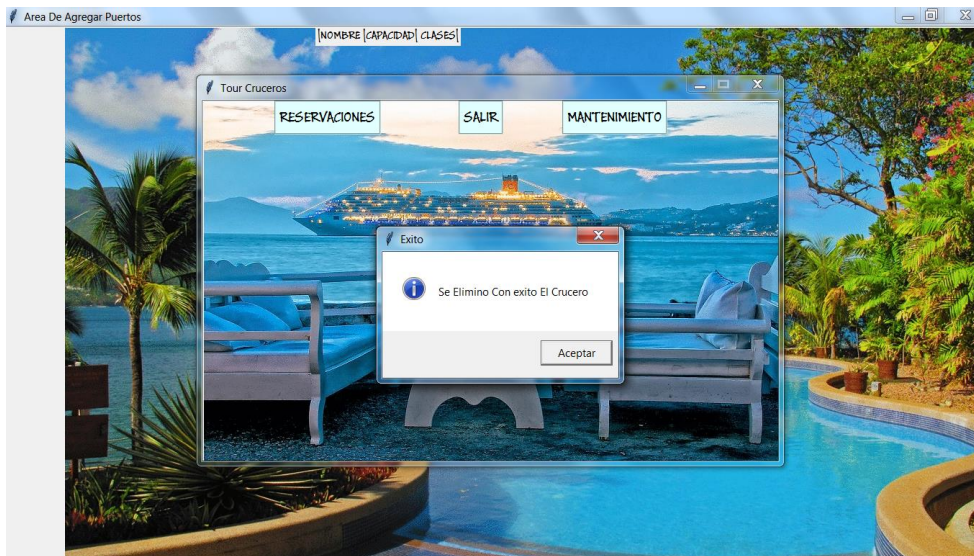 Area De Agregar Puertos
|NOMBRE |CAPACIDAD| CLASES|
Tour Cruceros
RESERVACIONES SALIR MANTENIMIENTO
Exito
Se Elimino Con exito El Crucero
Aceptar